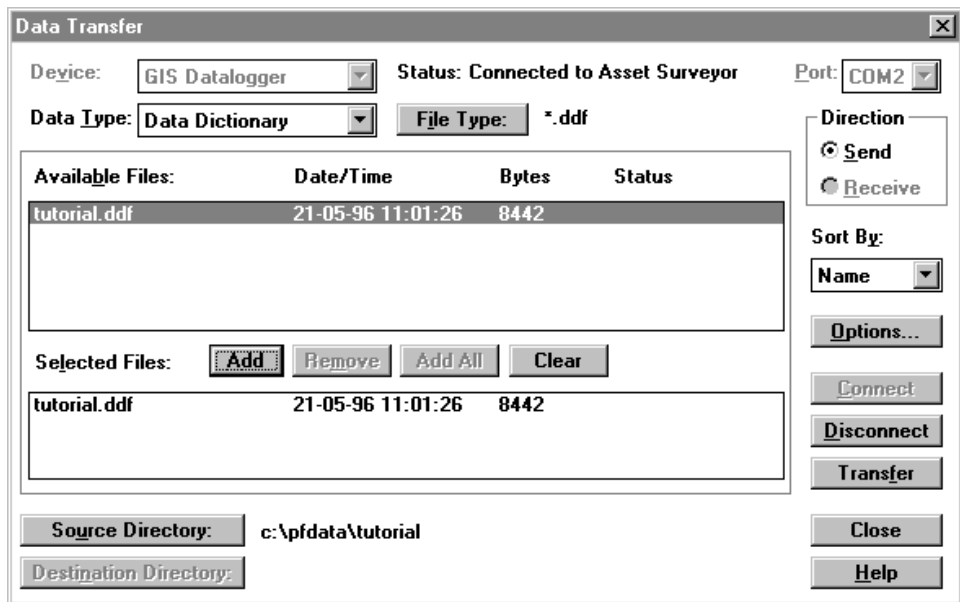 Data Transfer
Device: GIS Datalogger Status: Connected to Asset Surveyor Port: COM2
Data Type: Data Dictionary File Type: *.ddf
Direction
Send
Receive
Available Files: Date/Time Bytes Status
tutorial.ddf 21-05-96 11:01:26 8442
Sort By:
Name
Options...
Selected Files: Add Remove Add All Clear
tutorial.ddf 21-05-96 11:01:26 8442
Connect
Disconnect
Transfer
Source Directory: c:\pfdata\tutorial
Close
Destination Directory:
Help